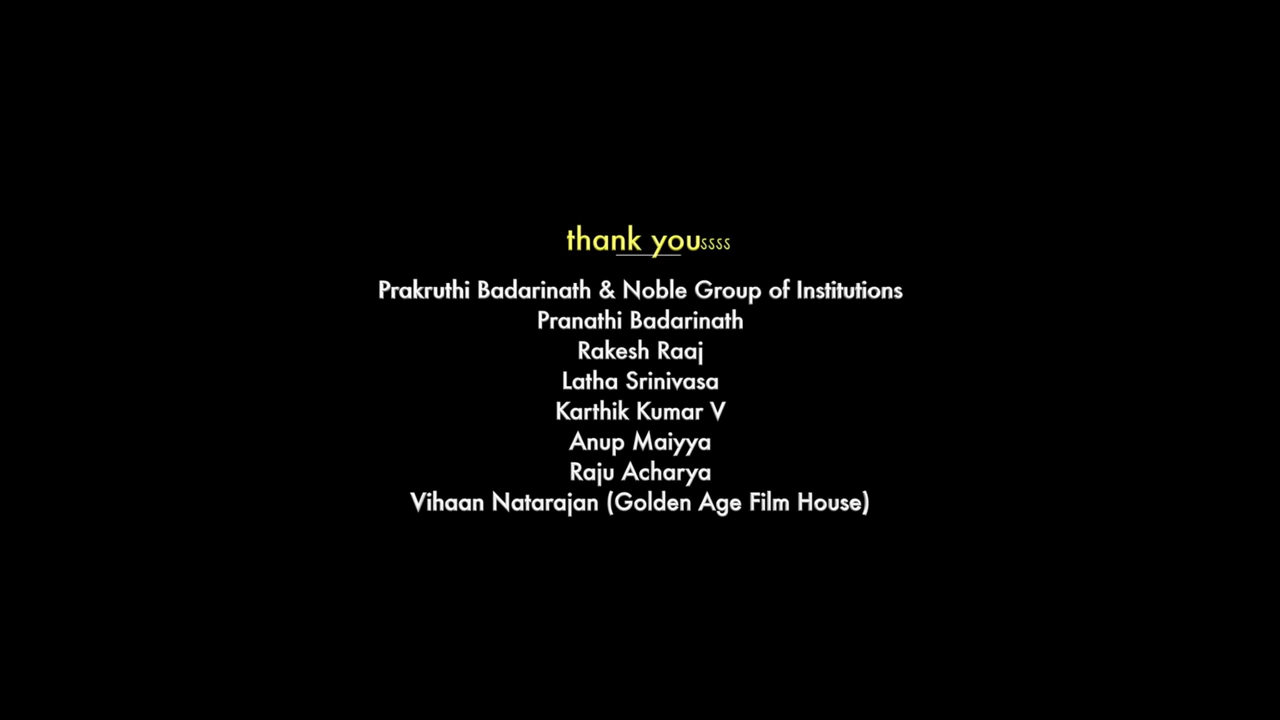 thank youssss
Prakruthi Badarinath & Noble Group of Institutions
Pranathi Badarinath
Rakesh Raaj
Latha Srinivasa
Karthik Kumar V
Anup Maiyya
Raju Acharya
Vihaan Natarajan (Golden Age Film House)